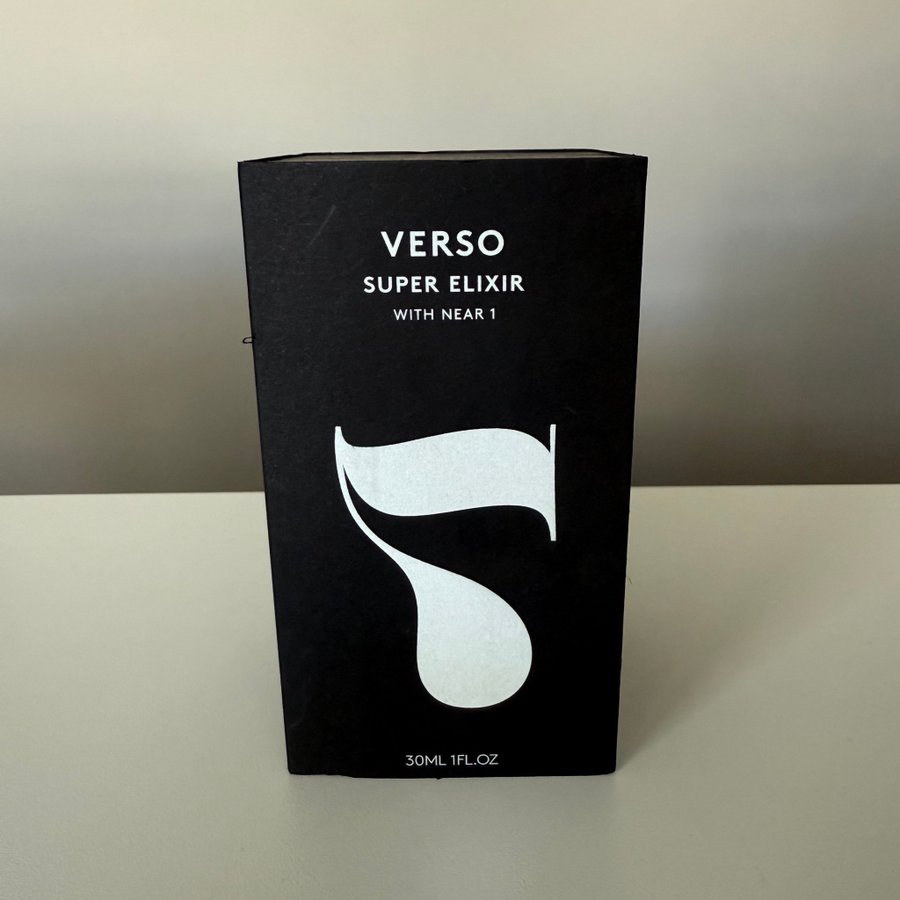 VERSO
SUPER ELIXIR
WITH NEAR 1
7
30ML 1FL.OZ